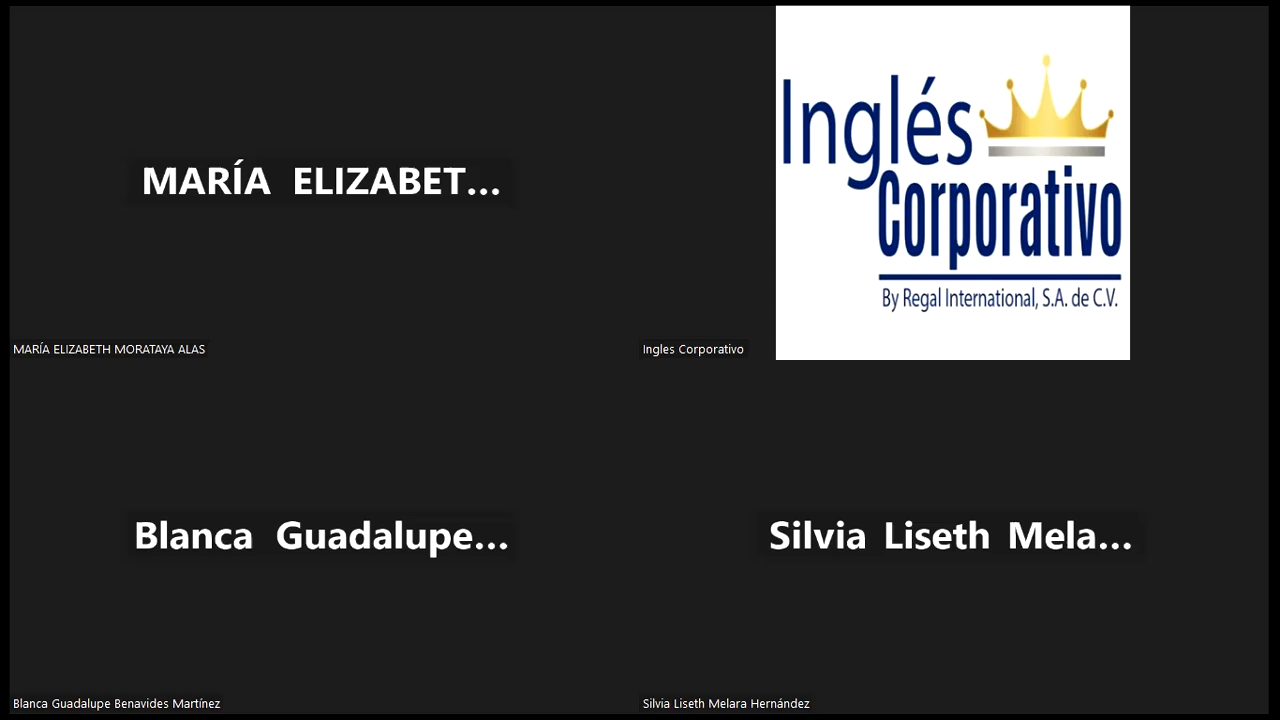 MARÍA ELIZABET...
MARÍA ELIZABETH MORATAYA ALAS
Inglés
Corporativo
By Regal International, S.A. de C.V.
Ingles Corporativo
Blanca Guadalupe...
Blanca Guadalupe Benavides Martínez
Silvia Liseth Mela...
Silvia Liseth Melara Hernández